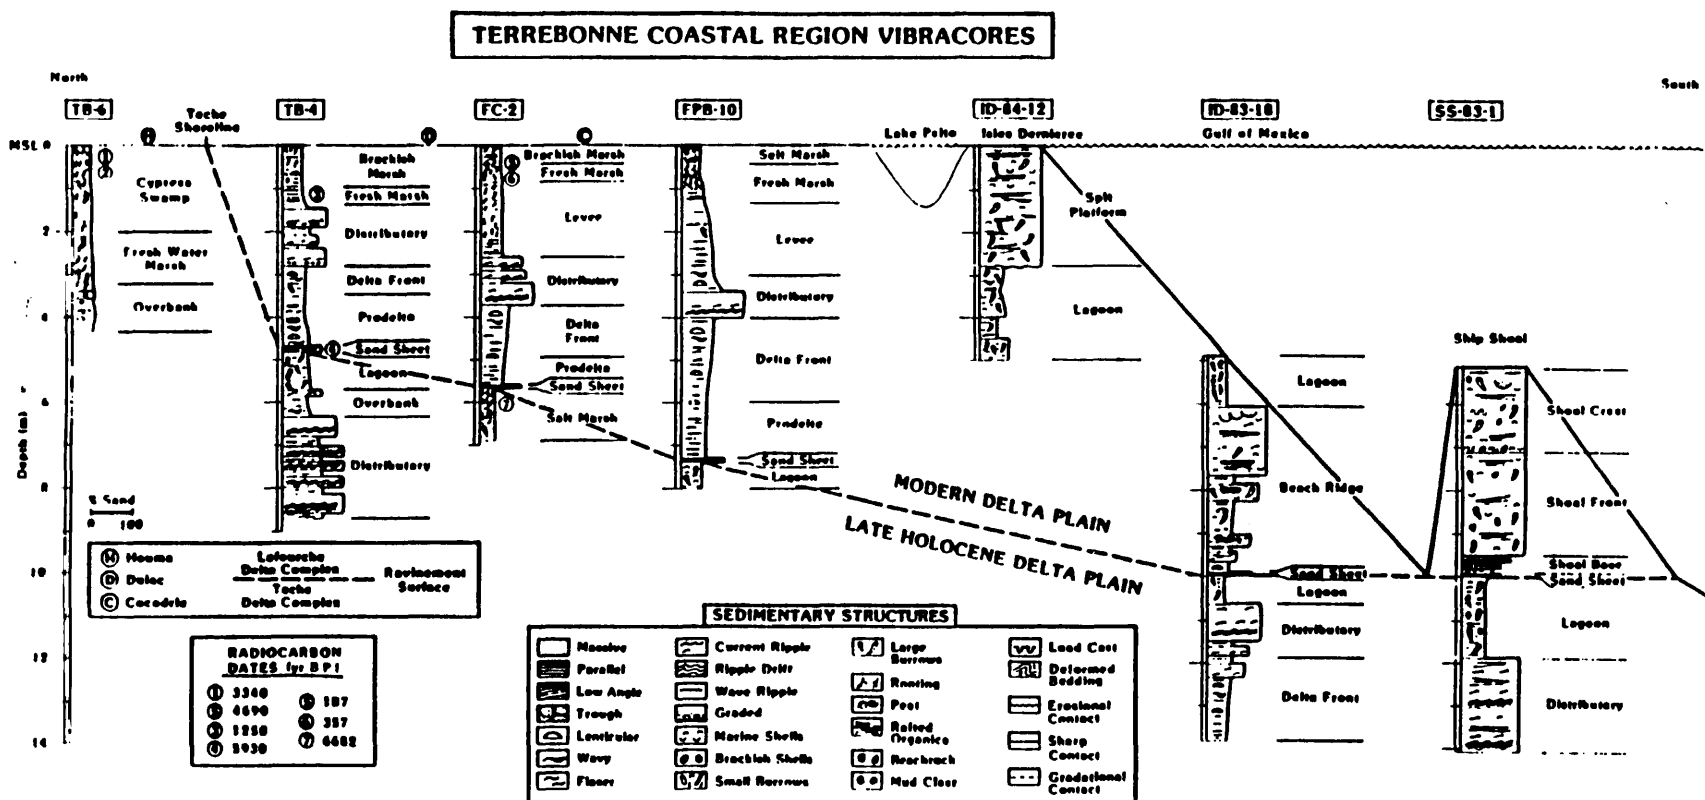 TERREBONNE COASTAL REGION VIBRACORES
North
South
TB-6
TB-4
FC-2
FPB-10
ID-84-12
ID-83-18
SS-83-1
Teche
Shoreline
H
D
C
Lake Pelto
Isles Dernieres
Gulf of Mexico
MSL 0
2
4
6
8
10
12
14
Depth (m)
Cypress
Swamp
Fresh Water
Marsh
Overbank
Brackish
Marsh
Fresh Marsh
Distributary
Delta Front
Prodelta
Sand Sheet
Lagoon
Overbank
Distributary
Brackish Marsh
Fresh Marsh
Levee
Distributary
Delta
Front
Prodelta
Sand Sheet
Salt Marsh
Salt Marsh
Fresh Marsh
Levee
Distributary
Delta Front
Prodelta
Sand Sheet
Lagoon
Spit
Platform
Lagoon
Lagoon
Beach Ridge
Sand Sheet
Lagoon
Distributary
Delta Front
Ship Shoal
Shoal Crest
Shoal Front
Shoal Base
Sand Sheet
Lagoon
Distributary
MODERN DELTA PLAIN
LATE HOLOCENE DELTA PLAIN
% Sand
0 100
H Houma
D Dulac
C Cocodrie
Lafourche
Delta Complex
Teche
Delta Complex
Ravinement
Surface
RADIOCARBON
DATES (yr BP)
3340
4690
1250
5930
187
357
6682
SEDIMENTARY STRUCTURES
Massive
Parallel
Low Angle
Trough
Lenticular
Wavy
Flaser
Current Ripple
Ripple Drift
Wave Ripple
Graded
Marine Shells
Brackish Shells
Small Burrows
Large
Burrows
Rooting
Peat
Rafted
Organics
Beachrock
Mud Clast
Load Cast
Deformed
Bedding
Erosional
Contact
Sharp
Contact
Gradational
Contact